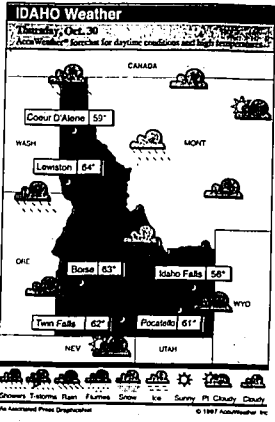 IDAHO Weather
Thursday, Oct. 30
AccuWeather® forecast for daytime conditions and high temperatures
CANADA
Coeur D'Alene 59°
WASH
MONT
Lewiston 64°
ORE
Boise 63°
Idaho Falls 58°
WYO
Twin Falls 62°
Pocatello 61°
NEV
UTAH
Showers T-storms Rain Flurries Snow Ice Sunny Pt Cloudy Cloudy
An Associated Press GraphicsNet
© 1997 AccuWeather, Inc